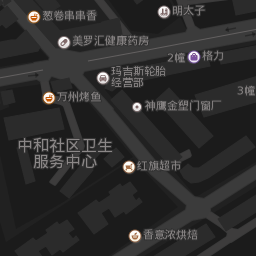 葱卷串串香
明太子
美罗汇健康药房
2幢
格力
玛吉斯轮胎
经营部
3幢
万州烤鱼
神鹰金塑门窗厂
中和社区卫生
服务中心
红旗超市
香意浓烘焙